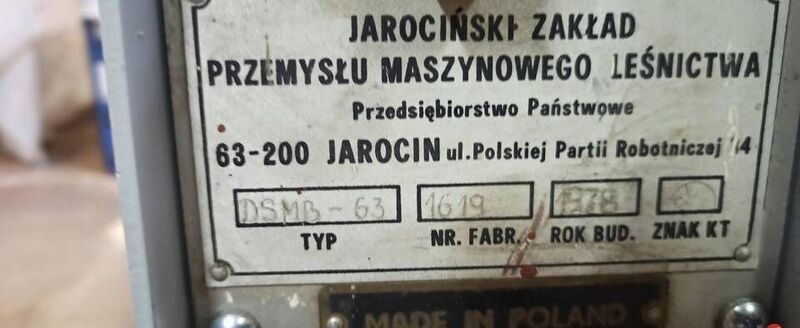 JAROCIŃSKI ZAKŁAD
PRZEMYSŁU MASZYNOWEGO LEŚNICTWA
Przedsiębiorstwo Państwowe
63-200 JAROCIN ul. Polskiej Partii Robotniczej
DSMB-63 1619 1978
TYP NR. FABR. ROK BUD. ZNAK KT
MADE IN POLAND